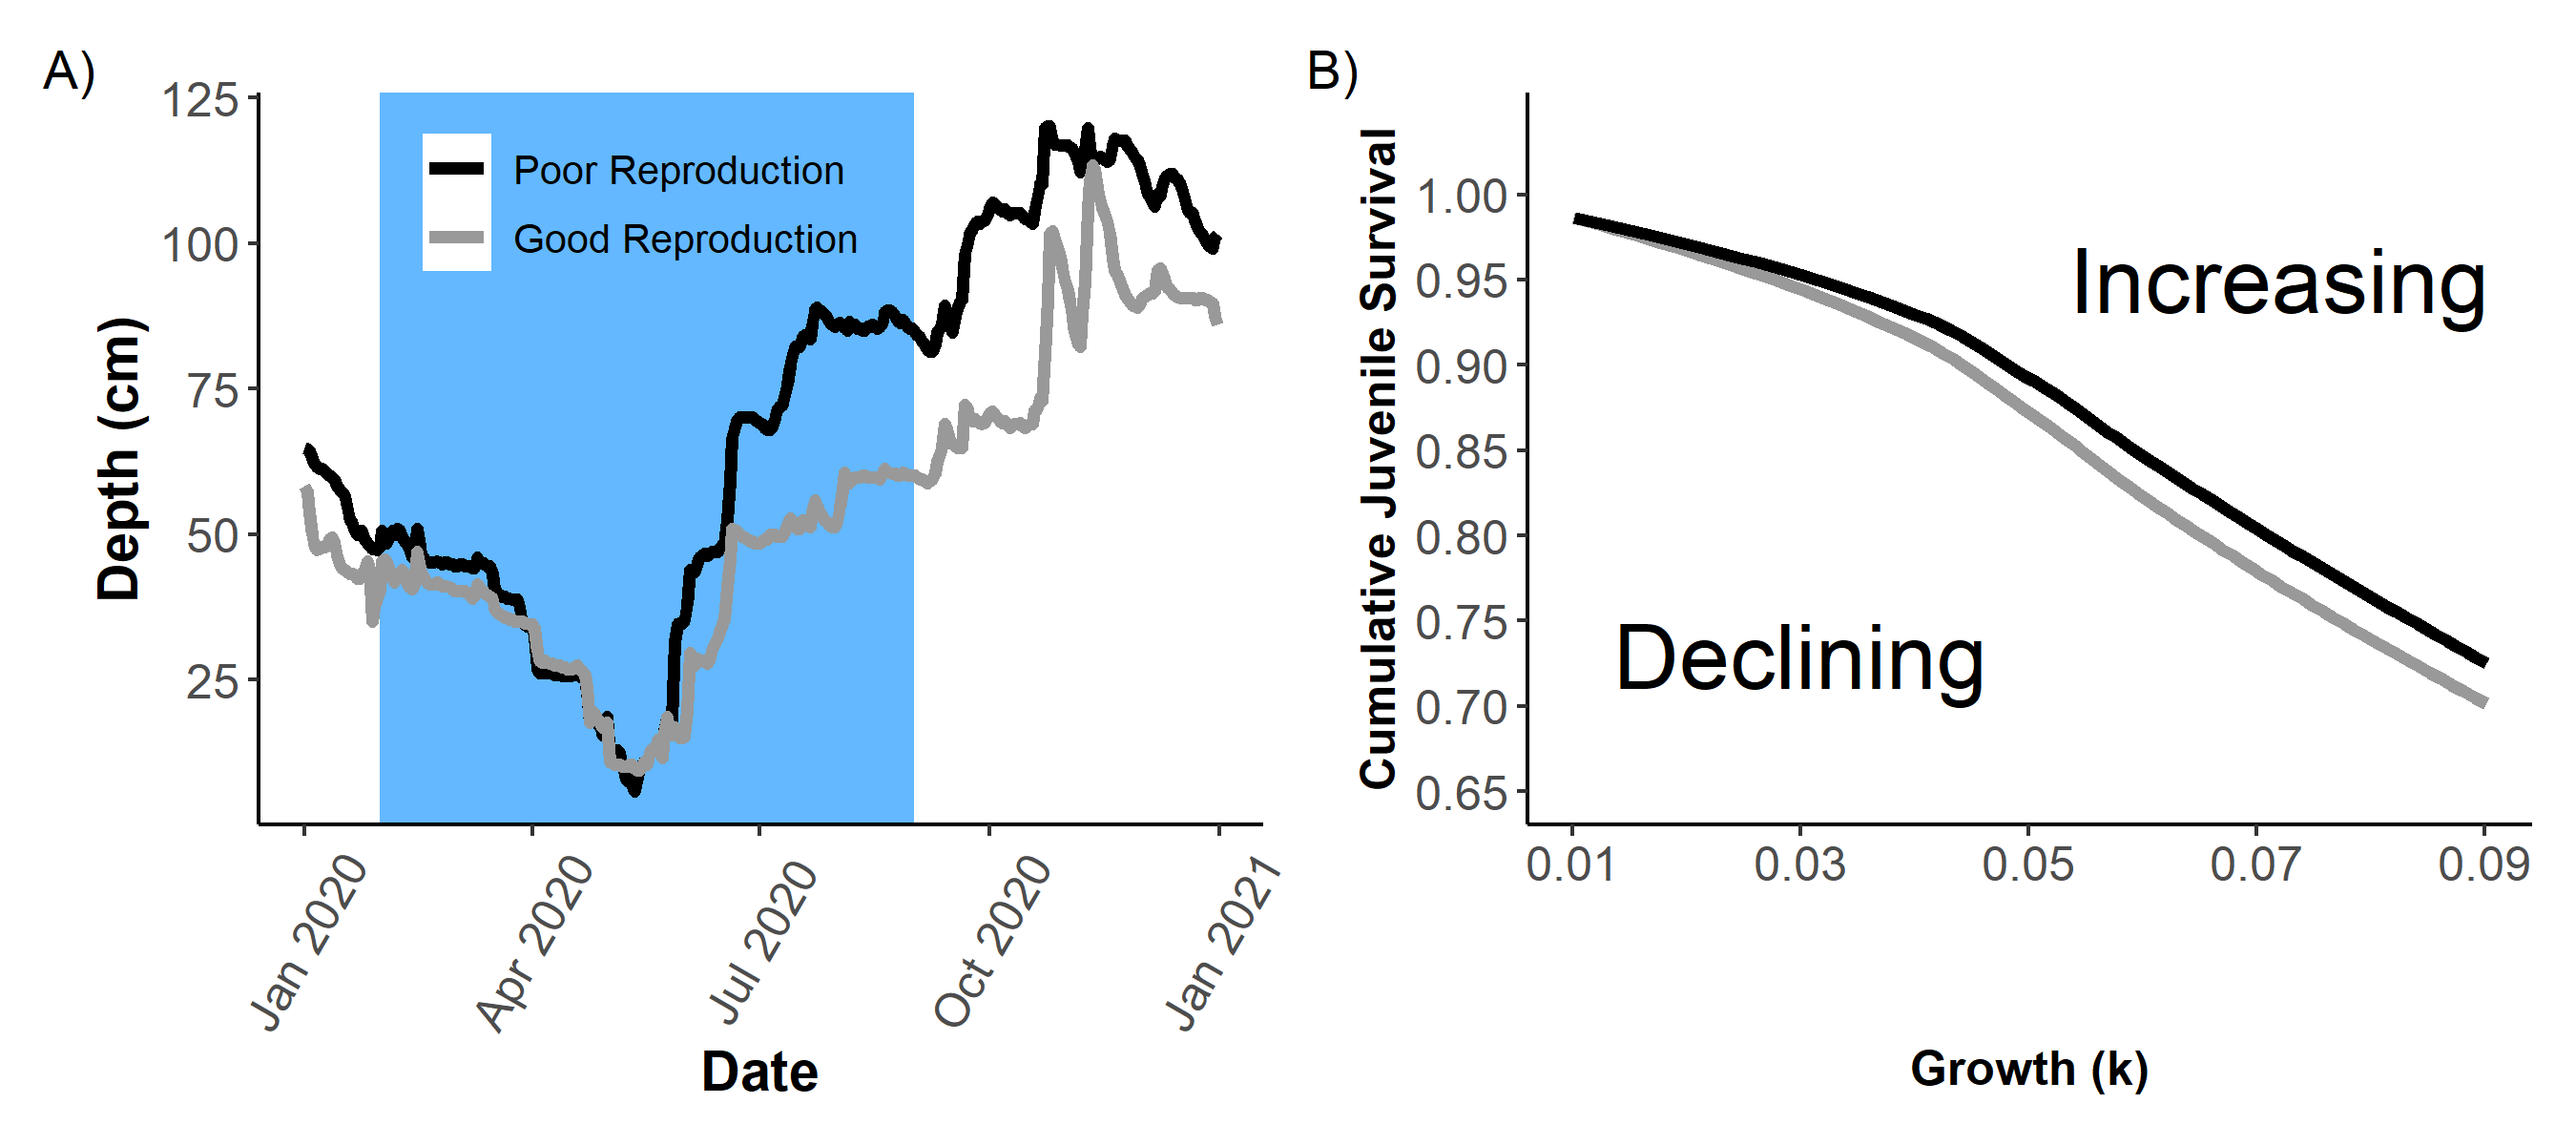 A)
125
100
75
50
25
Depth (cm)
Poor Reproduction
Good Reproduction
Jan 2020
Apr 2020
Jul 2020
Oct 2020
Jan 2021
Date
B)
1.00
0.95
0.90
0.85
0.80
0.75
0.70
0.65
Cumulative Juvenile Survival
Increasing
Declining
0.01
0.03
0.05
0.07
0.09
Growth (k)